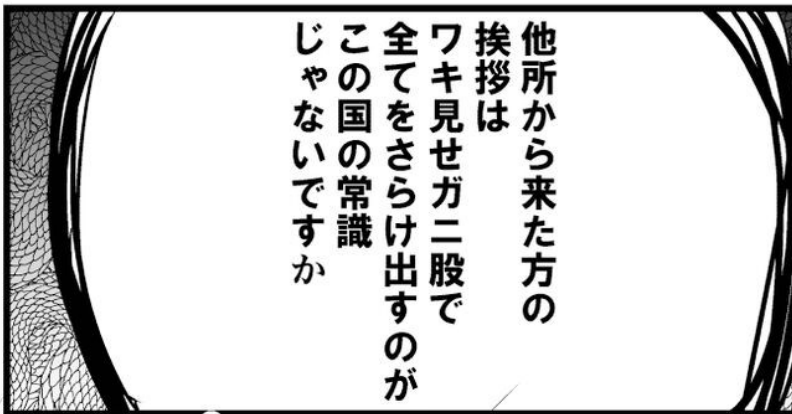 他所から来た方の
挨拶は
ワキ見せガニ股で
全てをさらけ出すのが
この国の常識
じゃないですか